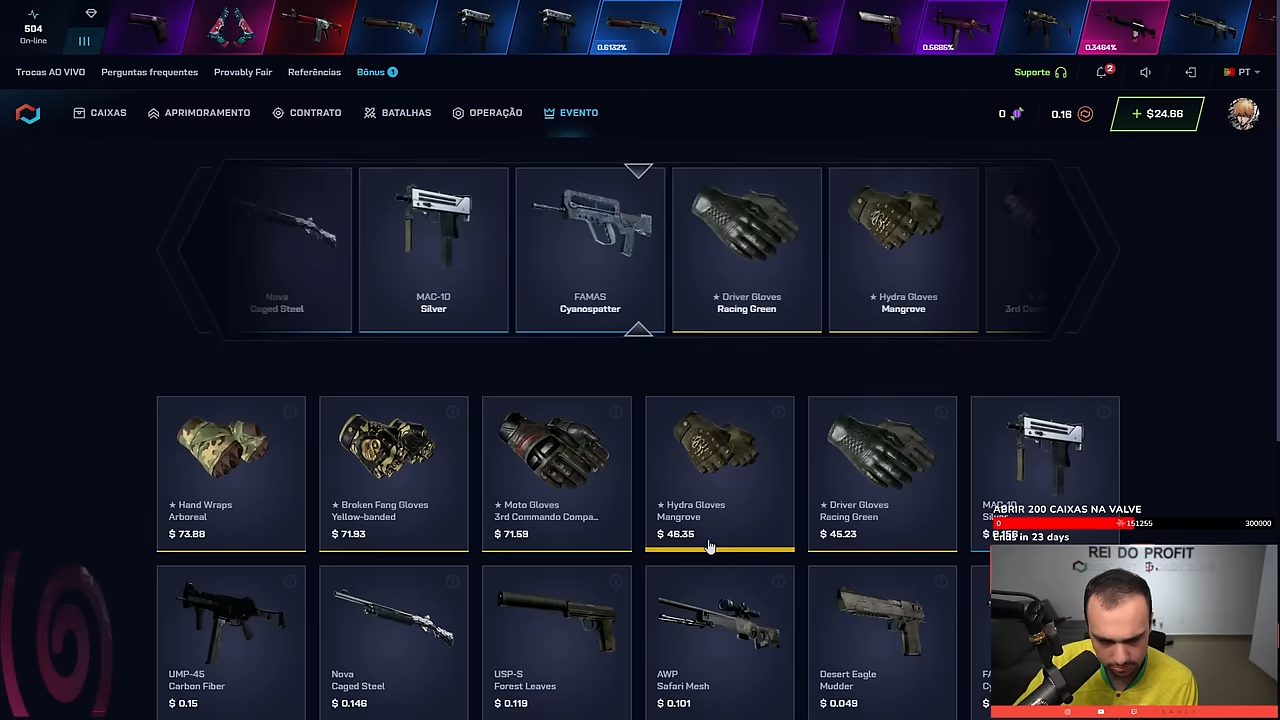 504
On-line
0.6132%
0.5685%
0.3464%
Trocas AO VIVO
Perguntas frequentes
Provably Fair
Referências
Bônus 1
Suporte
2
PT
CAIXAS
APRIMORAMENTO
CONTRATO
BATALHAS
OPERAÇÃO
EVENTO
0
0.16
+ $24.66
Nova
Caged Steel
MAC-10
Silver
FAMAS
Cyanospatter
★ Driver Gloves
Racing Green
★ Hydra Gloves
Mangrove
★ Hand Wraps
Arboreal
$ 73.88
★ Broken Fang Gloves
Yellow-banded
$ 71.93
★ Moto Gloves
3rd Commando Compa...
$ 71.59
★ Hydra Gloves
Mangrove
$ 46.35
★ Driver Gloves
Racing Green
$ 45.23
ABRIR 200 CAIXAS NA VALVE
0
151255
300000
Ends in 23 days
REI DO PROFIT
UMP-45
Carbon Fiber
$ 0.15
Nova
Caged Steel
$ 0.146
USP-S
Forest Leaves
$ 0.119
AWP
Safari Mesh
$ 0.101
Desert Eagle
Mudder
$ 0.049